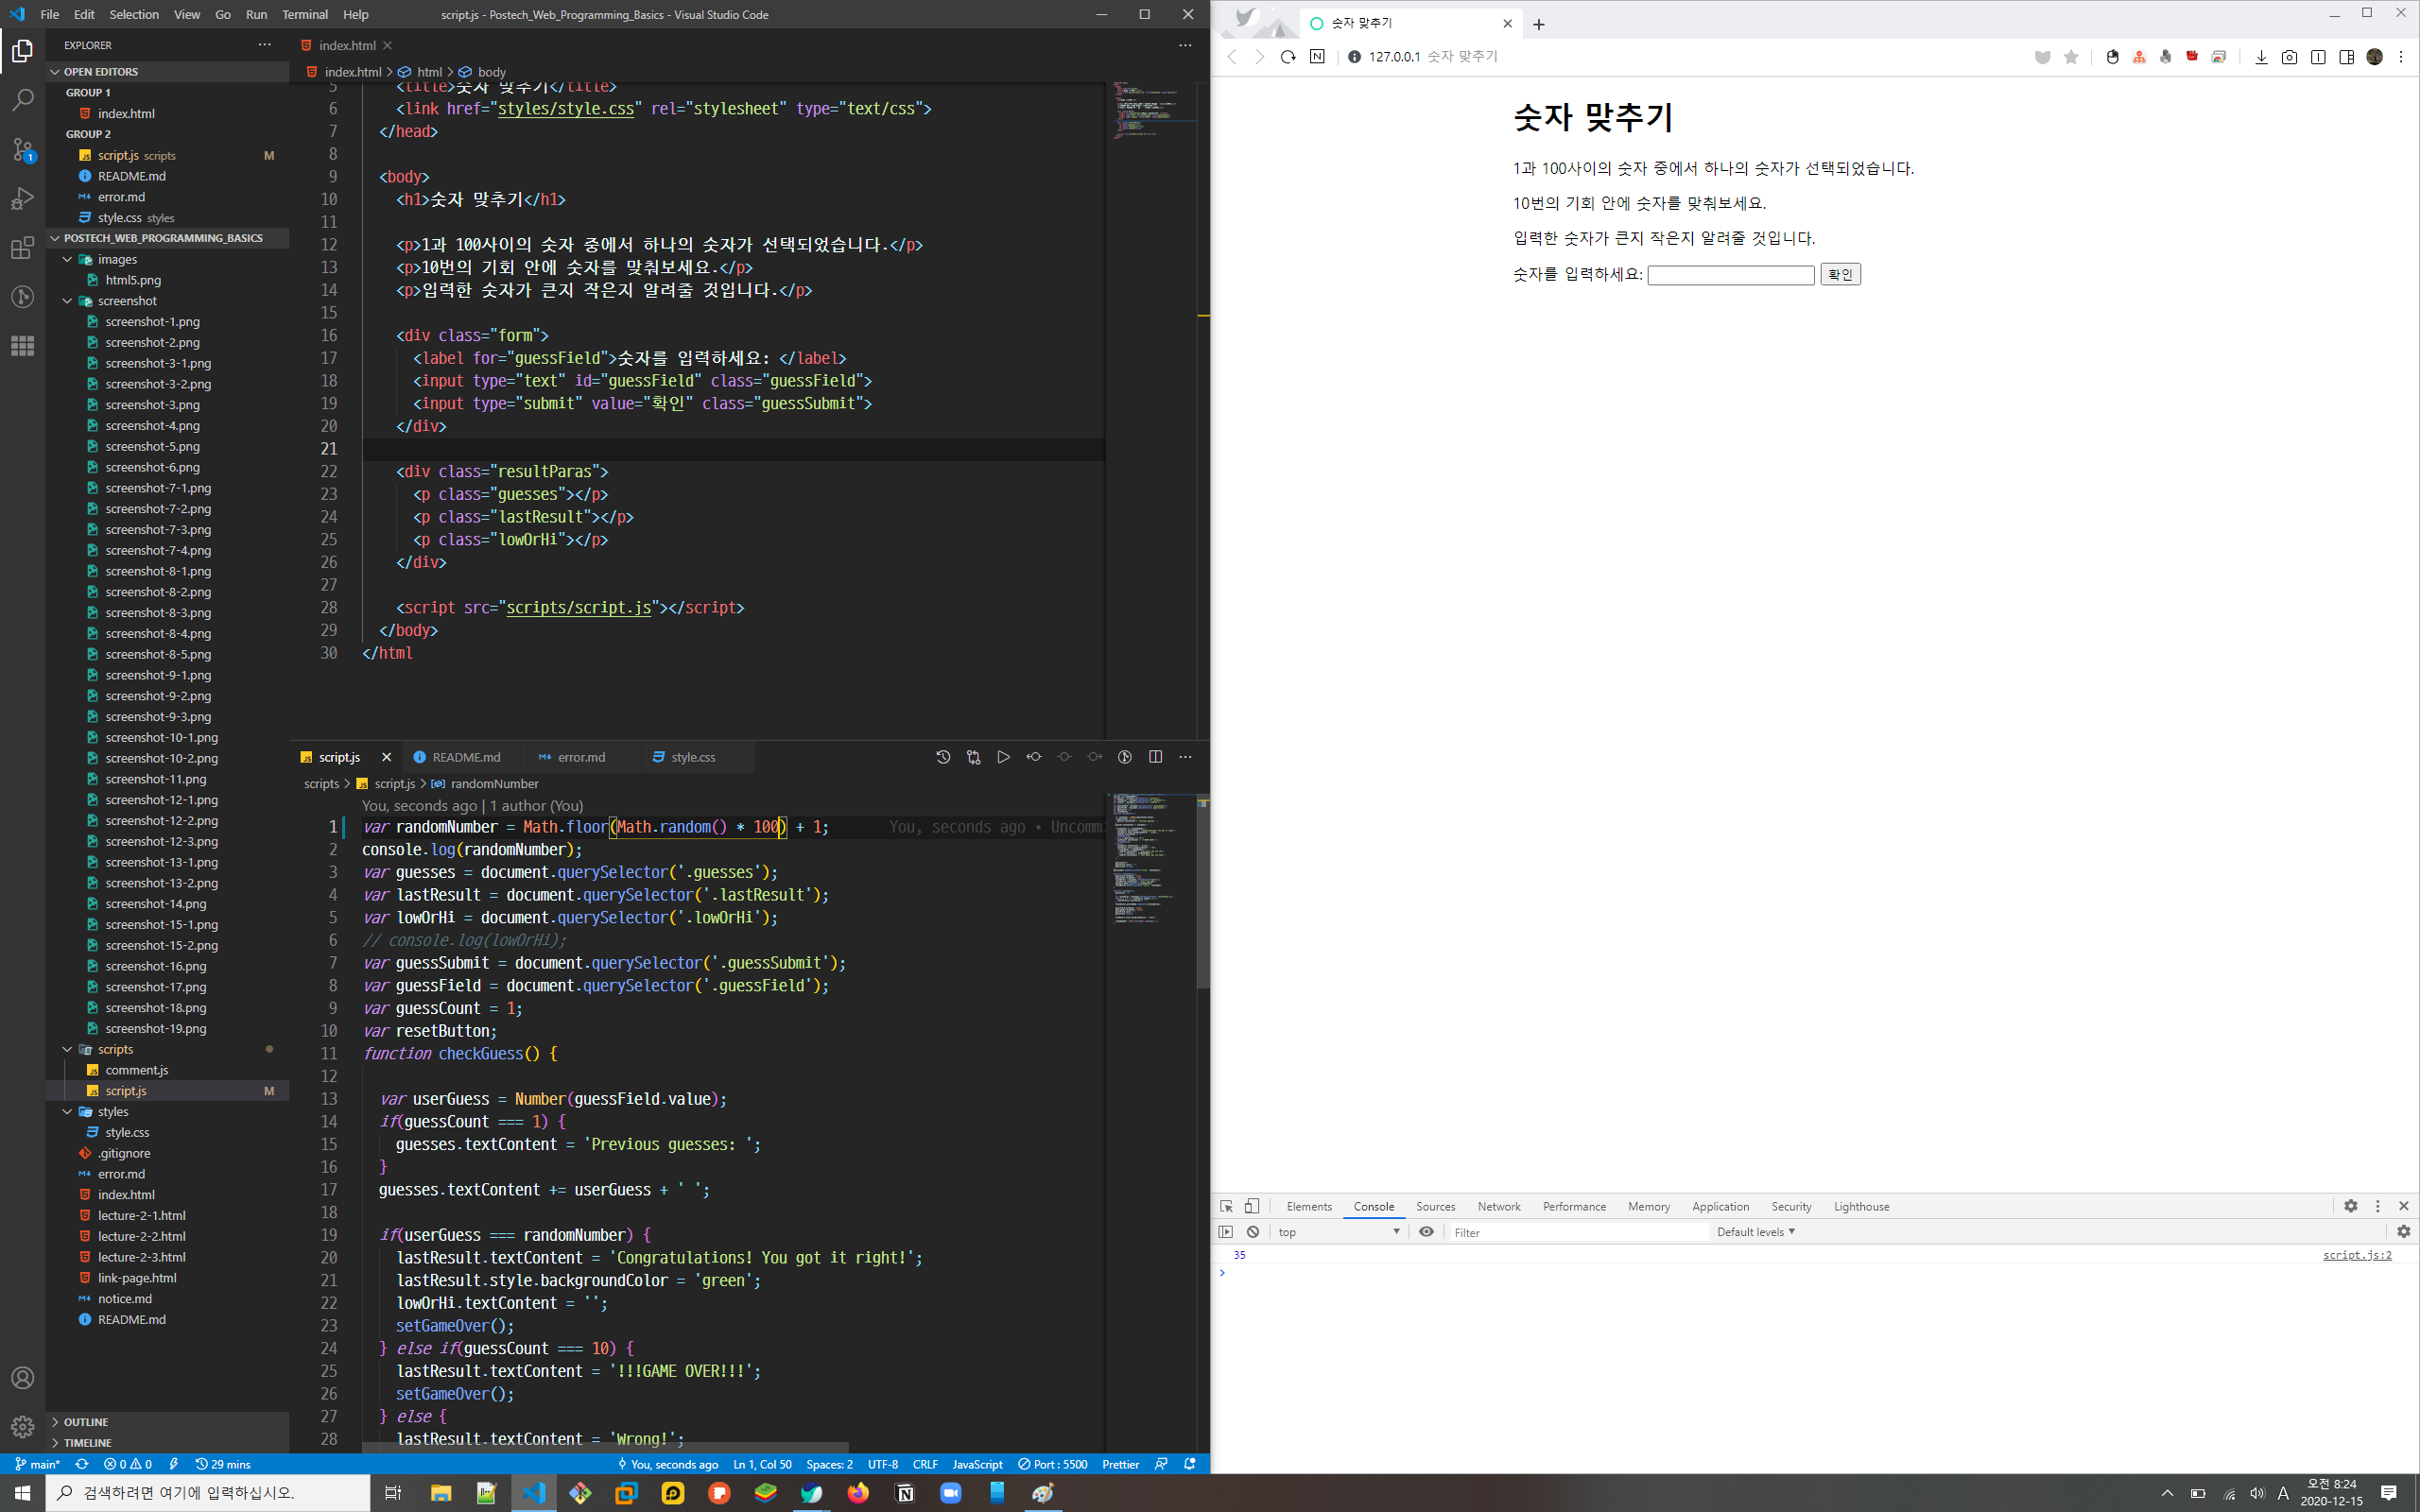 File Edit Selection View Go Run Terminal Help script.js - Postech_Web_Programming_Basics - Visual Studio Code
EXPLORER
OPEN EDITORS
GROUP 1
index.html
GROUP 2
script.js scripts M
README.md
error.md
style.css styles
POSTECH_WEB_PROGRAMMING_BASICS
images
html5.png
screenshot
screenshot-1.png
screenshot-2.png
screenshot-3-1.png
screenshot-3-2.png
screenshot-3.png
screenshot-4.png
screenshot-5.png
screenshot-6.png
screenshot-7-1.png
screenshot-7-2.png
screenshot-7-3.png
screenshot-7-4.png
screenshot-8-1.png
screenshot-8-2.png
screenshot-8-3.png
screenshot-8-4.png
screenshot-8-5.png
screenshot-9-1.png
screenshot-9-2.png
screenshot-9-3.png
screenshot-10-1.png
screenshot-10-2.png
screenshot-11.png
screenshot-12-1.png
screenshot-12-2.png
screenshot-12-3.png
screenshot-13-1.png
screenshot-13-2.png
screenshot-14.png
screenshot-15-1.png
screenshot-15-2.png
screenshot-16.png
screenshot-17.png
screenshot-18.png
screenshot-19.png
scripts
comment.js
script.js M
styles
style.css
.gitignore
error.md
index.html
lecture-2-1.html
lecture-2-2.html
lecture-2-3.html
link-page.html
notice.md
README.md
OUTLINE
TIMELINE
index.html
index.html > html > body
5 <title>숫자 맞추기</title>
6 <link href="styles/style.css" rel="stylesheet" type="text/css">
7 </head>
8
9 <body>
10 <h1>숫자 맞추기</h1>
11
12 <p>1과 100사이의 숫자 중에서 하나의 숫자가 선택되었습니다.</p>
13 <p>10번의 기회 안에 숫자를 맞춰보세요.</p>
14 <p>입력한 숫자가 큰지 작은지 알려줄 것입니다.</p>
15
16 <div class="form">
17 <label for="guessField">숫자를 입력하세요: </label>
18 <input type="text" id="guessField" class="guessField">
19 <input type="submit" value="확인" class="guessSubmit">
20 </div>
21
22 <div class="resultParas">
23 <p class="guesses"></p>
24 <p class="lastResult"></p>
25 <p class="lowOrHi"></p>
26 </div>
27
28 <script src="scripts/script.js"></script>
29 </body>
30 </html
script.js README.md error.md style.css
scripts > script.js > randomNumber
You, seconds ago | 1 author (You)
1 var randomNumber = Math.floor(Math.random() * 100) + 1; You, seconds ago • Uncomm
2 console.log(randomNumber);
3 var guesses = document.querySelector('.guesses');
4 var lastResult = document.querySelector('.lastResult');
5 var lowOrHi = document.querySelector('.lowOrHi');
6 // console.log(lowOrHi);
7 var guessSubmit = document.querySelector('.guessSubmit');
8 var guessField = document.querySelector('.guessField');
9 var guessCount = 1;
10 var resetButton;
11 function checkGuess() {
12
13 var userGuess = Number(guessField.value);
14 if(guessCount === 1) {
15 guesses.textContent = 'Previous guesses: ';
16 }
17 guesses.textContent += userGuess + ' ';
18
19 if(userGuess === randomNumber) {
20 lastResult.textContent = 'Congratulations! You got it right!';
21 lastResult.style.backgroundColor = 'green';
22 lowOrHi.textContent = '';
23 setGameOver();
24 } else if(guessCount === 10) {
25 lastResult.textContent = '!!!GAME OVER!!!';
26 setGameOver();
27 } else {
28 lastResult.textContent = 'Wrong!';
main* 0 0 29 mins You, seconds ago Ln 1, Col 50 Spaces: 2 UTF-8 CRLF JavaScript Port : 5500 Prettier
숫자 맞추기
127.0.0.1 숫자 맞추기
숫자 맞추기
1과 100사이의 숫자 중에서 하나의 숫자가 선택되었습니다.
10번의 기회 안에 숫자를 맞춰보세요.
입력한 숫자가 큰지 작은지 알려줄 것입니다.
숫자를 입력하세요: 확인
Elements Console Sources Network Performance Memory Application Security Lighthouse
top Filter Default levels
35 script.js:2
검색하려면 여기에 입력하십시오.
A 오전 8:24
2020-12-15